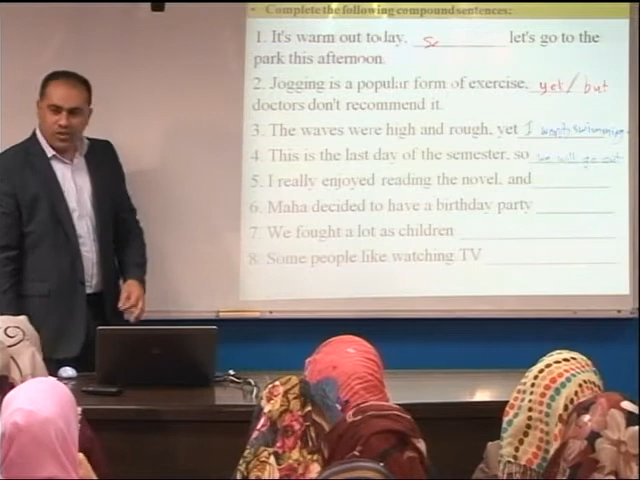 Complete the following compound sentences:
1. It's warm out today, so let's go to the
park this afternoon.
2. Jogging is a popular form of exercise, yet / but
doctors don't recommend it.
3. The waves were high and rough, yet I went swimming.
4. This is the last day of the semester, so we will go out
5. I really enjoyed reading the novel, and
6. Maha decided to have a birthday party
7. We fought a lot as children
8. Some people like watching TV